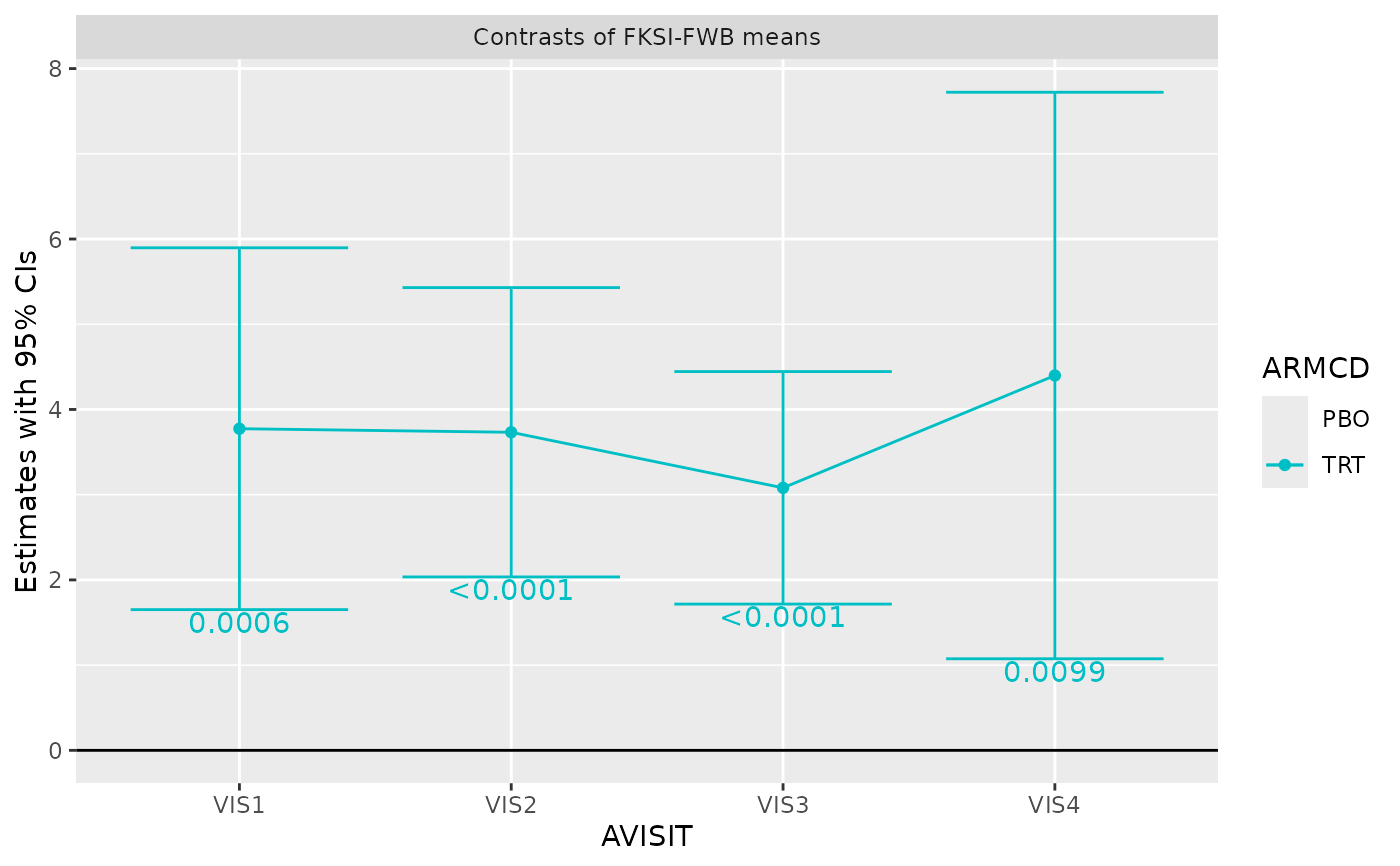 Contrasts of FKSI-FWB means
8
6
4
2
0
Estimates with 95% CIs
0.0006
<0.0001
<0.0001
0.0099
VIS1
VIS2
VIS3
VIS4
AVISIT
ARMCD
PBO
TRT